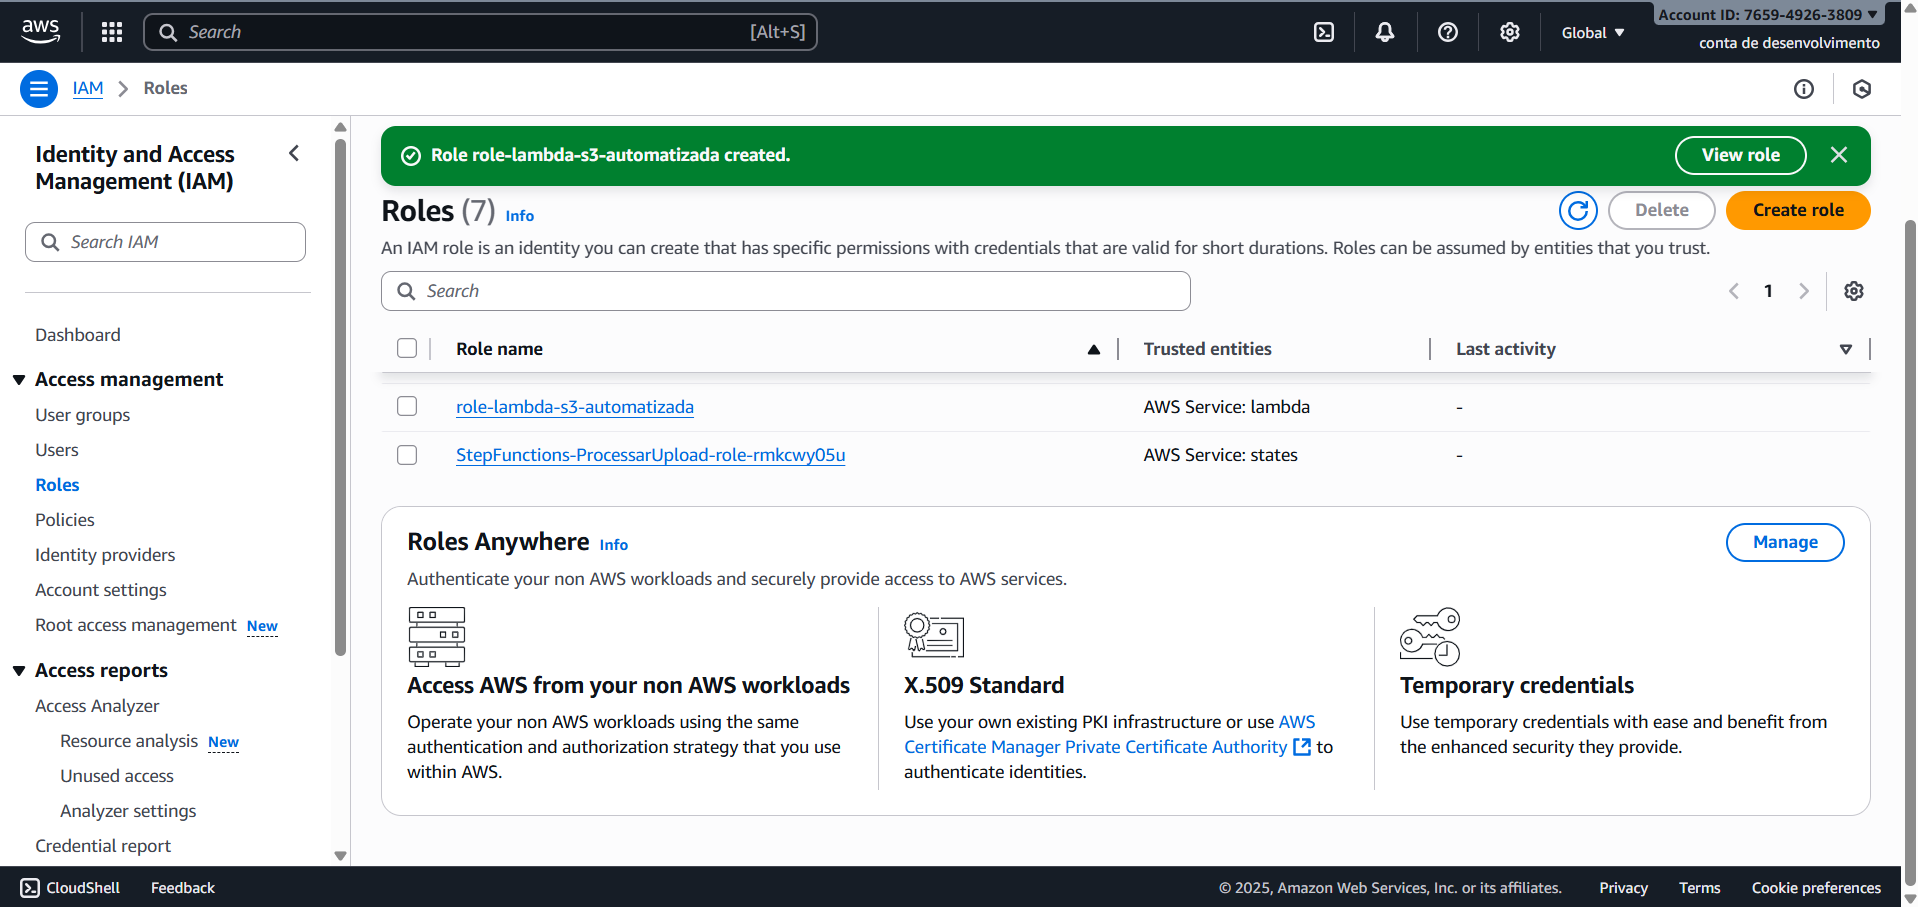 aws
Search
[Alt+S]
Global
Account ID: 7659-4926-3809
conta de desenvolvimento
IAM
Roles
Identity and Access
Management (IAM)
Search IAM
Dashboard
Access management
User groups
Users
Roles
Policies
Identity providers
Account settings
Root access management New
Access reports
Access Analyzer
Resource analysis New
Unused access
Analyzer settings
Credential report
Role role-lambda-s3-automatizada created.
View role
Roles (7) Info
Delete
Create role
An IAM role is an identity you can create that has specific permissions with credentials that are valid for short durations. Roles can be assumed by entities that you trust.
Search
1
Role name
Trusted entities
Last activity
role-lambda-s3-automatizada
AWS Service: lambda
-
StepFunctions-ProcessarUpload-role-rmkcwy05u
AWS Service: states
-
Roles Anywhere Info
Manage
Authenticate your non AWS workloads and securely provide access to AWS services.
Access AWS from your non AWS workloads
Operate your non AWS workloads using the same
authentication and authorization strategy that you use
within AWS.
X.509 Standard
Use your own existing PKI infrastructure or use AWS
Certificate Manager Private Certificate Authority to
authenticate identities.
Temporary credentials
Use temporary credentials with ease and benefit from
the enhanced security they provide.
CloudShell
Feedback
© 2025, Amazon Web Services, Inc. or its affiliates.
Privacy
Terms
Cookie preferences